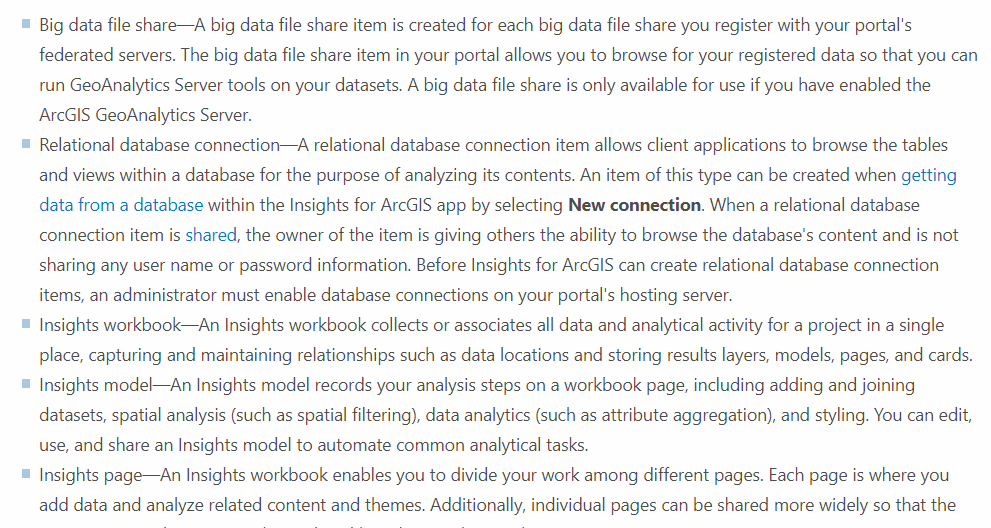 Big data file share—A big data file share item is created for each big data file share you register with your portal's
federated servers. The big data file share item in your portal allows you to browse for your registered data so that you can
run GeoAnalytics Server tools on your datasets. A big data file share is only available for use if you have enabled the
ArcGIS GeoAnalytics Server.
Relational database connection—A relational database connection item allows client applications to browse the tables
and views within a database for the purpose of analyzing its contents. An item of this type can be created when getting
data from a database within the Insights for ArcGIS app by selecting New connection. When a relational database
connection item is shared, the owner of the item is giving others the ability to browse the database's content and is not
sharing any user name or password information. Before Insights for ArcGIS can create relational database connection
items, an administrator must enable database connections on your portal's hosting server.
Insights workbook—An Insights workbook collects or associates all data and analytical activity for a project in a single
place, capturing and maintaining relationships such as data locations and storing results layers, models, pages, and cards.
Insights model—An Insights model records your analysis steps on a workbook page, including adding and joining
datasets, spatial analysis (such as spatial filtering), data analytics (such as attribute aggregation), and styling. You can edit,
use, and share an Insights model to automate common analytical tasks.
Insights page—An Insights workbook enables you to divide your work among different pages. Each page is where you
add data and analyze related content and themes. Additionally, individual pages can be shared more widely so that the